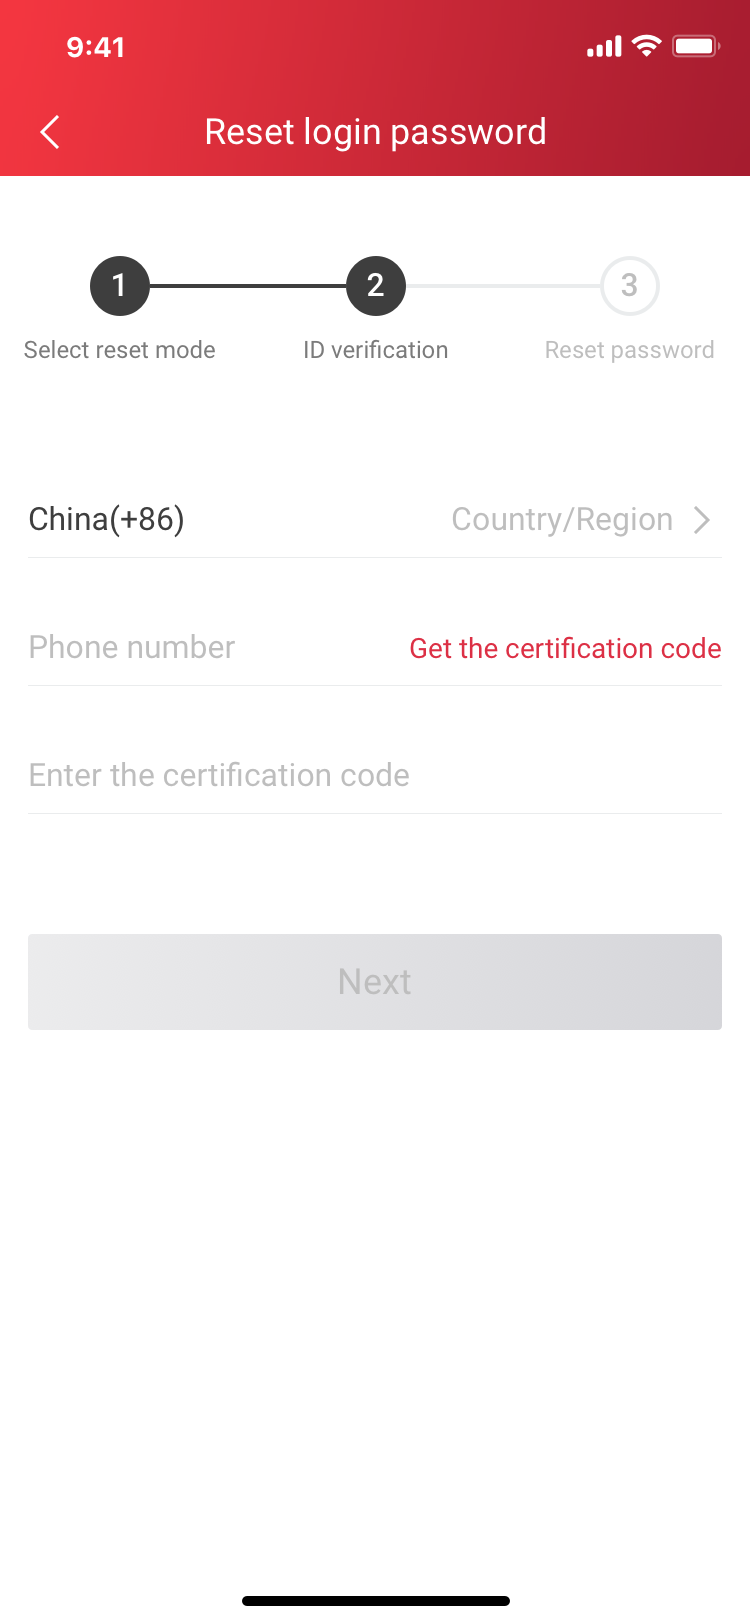 9:41
Reset login password
1
2
3
Select reset mode
ID verification
Reset password
China(+86)
Country/Region
Phone number
Get the certification code
Enter the certification code
Next